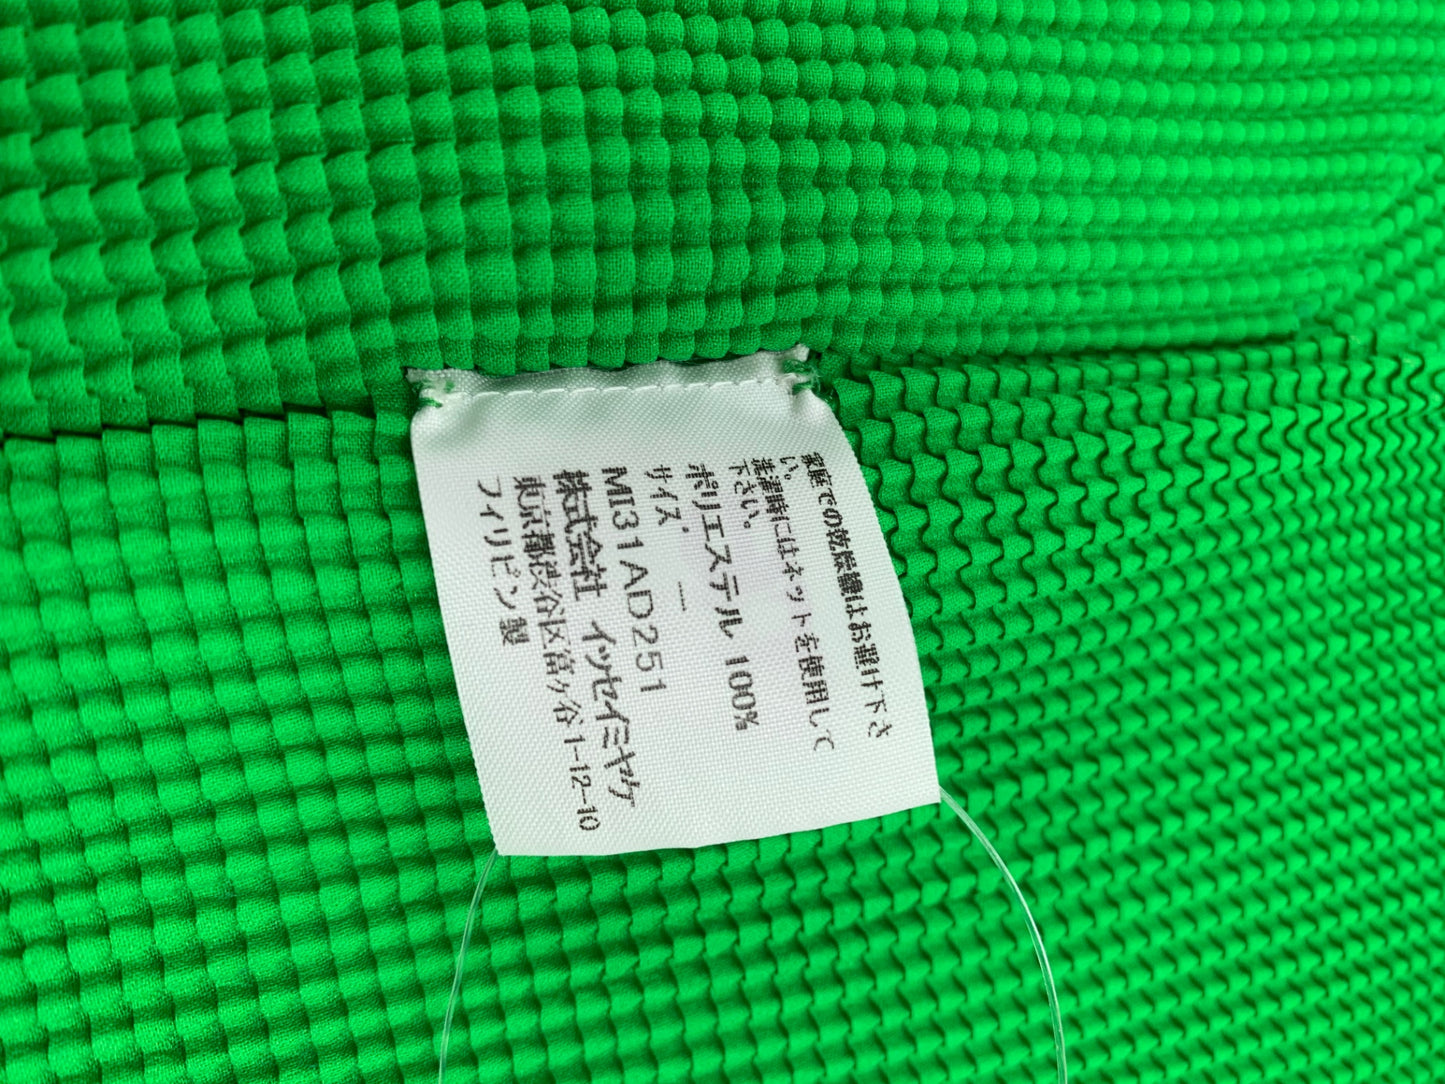 家庭での乾燥機はお避け下さ
い。
洗濯時にはネットを使用して
下さい。
ポリエステル 100%
サイズ ー
MI31AD251
株式会社 イッセイミヤケ
東京都渋谷区富ヶ谷1-12-10
フィリピン製